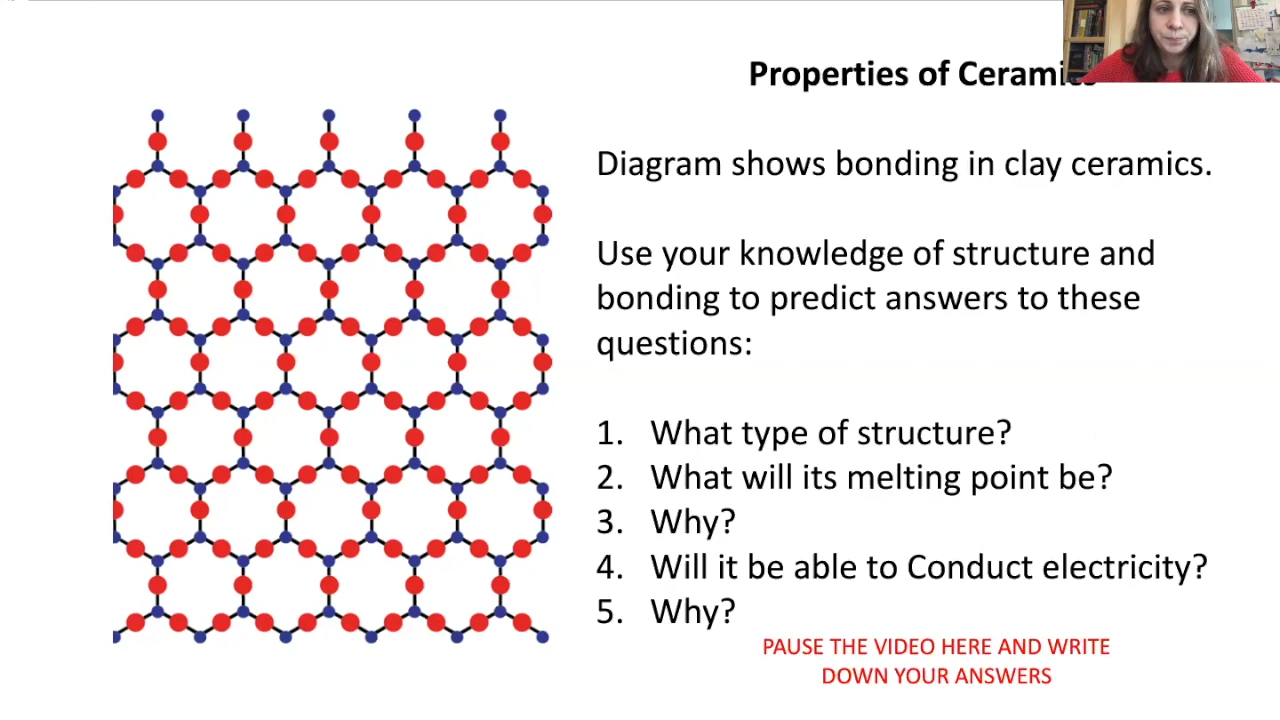 Properties of Ceramics
Diagram shows bonding in clay ceramics.
Use your knowledge of structure and
bonding to predict answers to these
questions:
1. What type of structure?
2. What will its melting point be?
3. Why?
4. Will it be able to Conduct electricity?
5. Why?
PAUSE THE VIDEO HERE AND WRITE
DOWN YOUR ANSWERS